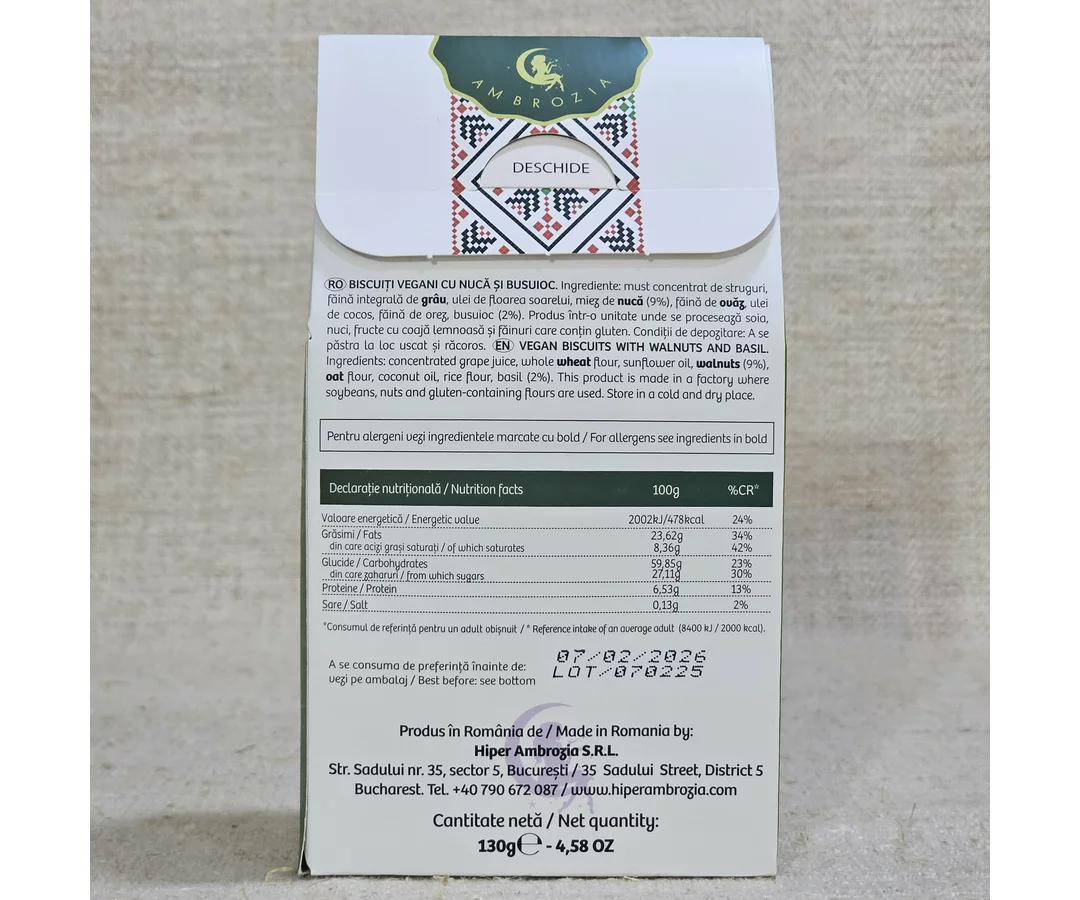 AMBROZIA
DESCHIDE
RO BISCUIȚI VEGANI CU NUCĂ ȘI BUSUIOC. Ingrediente: must concentrat de struguri,
făină integrală de grâu, ulei de floarea soarelui, miez de nucă (9%), făină de ovăz, ulei
de cocos, făină de orez, busuioc (2%). Produs într-o unitate unde se procesează soia,
nuci, fructe cu coajă lemnoasă și făinuri care conțin gluten. Condiții de depozitare: A se
păstra la loc uscat și răcoros. EN VEGAN BISCUITS WITH WALNUTS AND BASIL.
Ingredients: concentrated grape juice, whole wheat flour, sunflower oil, walnuts (9%),
oat flour, coconut oil, rice flour, basil (2%). This product is made in a factory where
soybeans, nuts and gluten-containing flours are used. Store in a cold and dry place.
Pentru alergeni vezi ingredientele marcate cu bold / For allergens see ingredients in bold
Declarație nutrițională / Nutrition facts 100g %CR*
Valoare energetică / Energetic value 2002kJ/478kcal 24%
Grăsimi / Fats 23,62g 34%
din care acizi grași saturați / of which saturates 8,36g 42%
Glucide / Carbohydrates 59,85g 23%
din care zaharuri / from which sugars 27,11g 30%
Proteine / Protein 6,53g 13%
Sare / Salt 0,13g 2%
*Consumul de referință pentru un adult obișnuit / * Reference intake of an average adult (8400 kJ / 2000 kcal).
A se consuma de preferință înainte de:
vezi pe ambalaj / Best before: see bottom
07/02/2026
LOT/070225
Produs în România de / Made in Romania by:
Hiper Ambrozia S.R.L.
Str. Sadului nr. 35, sector 5, București / 35 Sadului Street, District 5
Bucharest. Tel. +40 790 672 087 / www.hiperambrozia.com
Cantitate netă / Net quantity:
130g℮ - 4,58 OZ